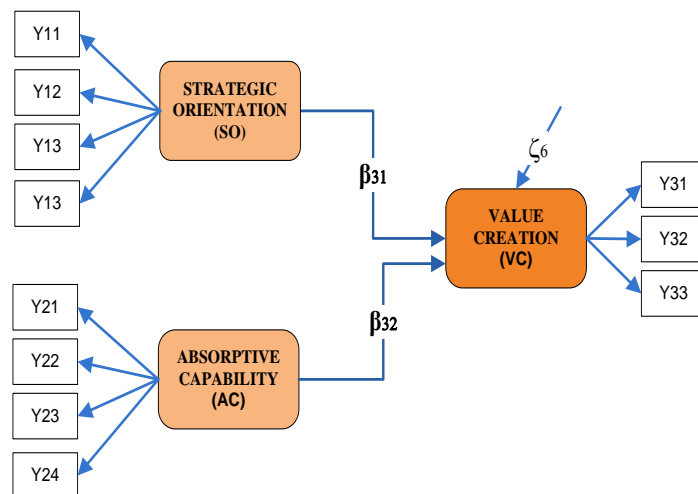 Y11
Y12
Y13
Y13
STRATEGIC
ORIENTATION
(SO)
β31
ζ6
VALUE
CREATION
(VC)
Y31
Y32
Y33
Y21
Y22
Y23
Y24
ABSORPTIVE
CAPABILITY
(AC)
β32